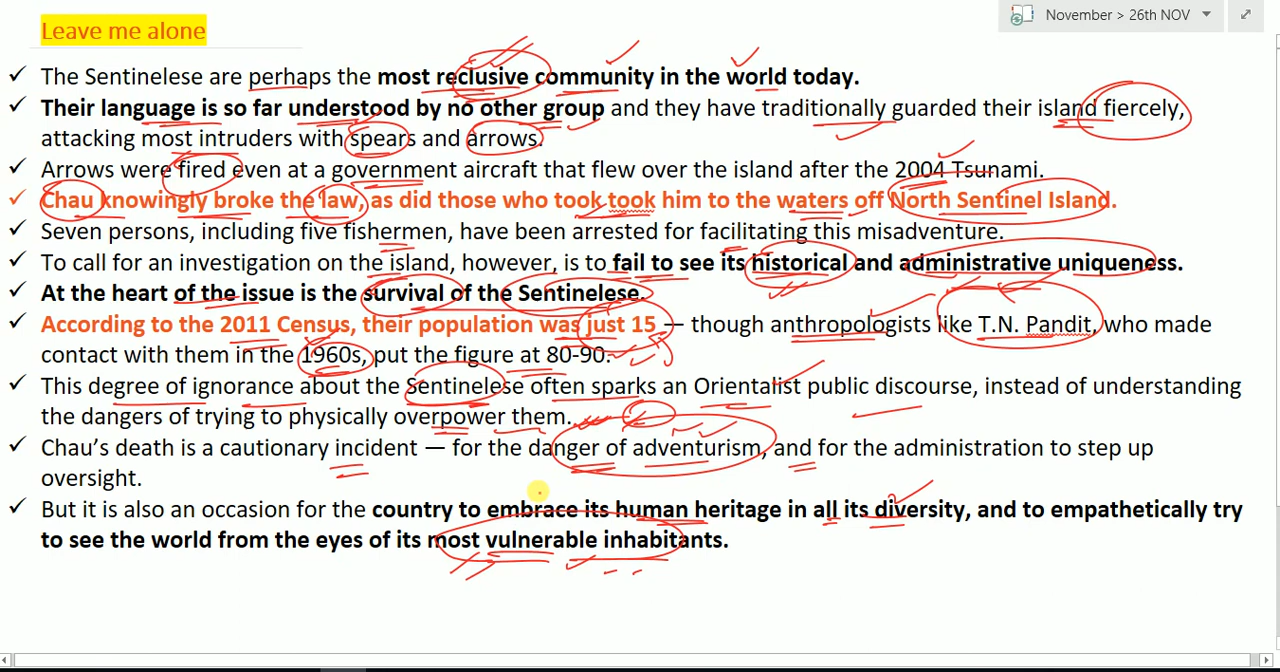 Leave me alone
November > 26th NOV
✓ The Sentinelese are perhaps the most reclusive community in the world today.
✓ Their language is so far understood by no other group and they have traditionally guarded their island fiercely,
attacking most intruders with spears and arrows.
✓ Arrows were fired even at a government aircraft that flew over the island after the 2004 Tsunami.
✓ Chau knowingly broke the law, as did those who took took him to the waters off North Sentinel Island.
✓ Seven persons, including five fishermen, have been arrested for facilitating this misadventure.
✓ To call for an investigation on the island, however, is to fail to see its historical and administrative uniqueness.
✓ At the heart of the issue is the survival of the Sentinelese.
✓ According to the 2011 Census, their population was just 15 — though anthropologists like T.N. Pandit, who made
contact with them in the 1960s, put the figure at 80-90.
✓ This degree of ignorance about the Sentinelese often sparks an Orientalist public discourse, instead of understanding
the dangers of trying to physically overpower them.
✓ Chau’s death is a cautionary incident — for the danger of adventurism, and for the administration to step up
oversight.
✓ But it is also an occasion for the country to embrace its human heritage in all its diversity, and to empathetically try
to see the world from the eyes of its most vulnerable inhabitants.